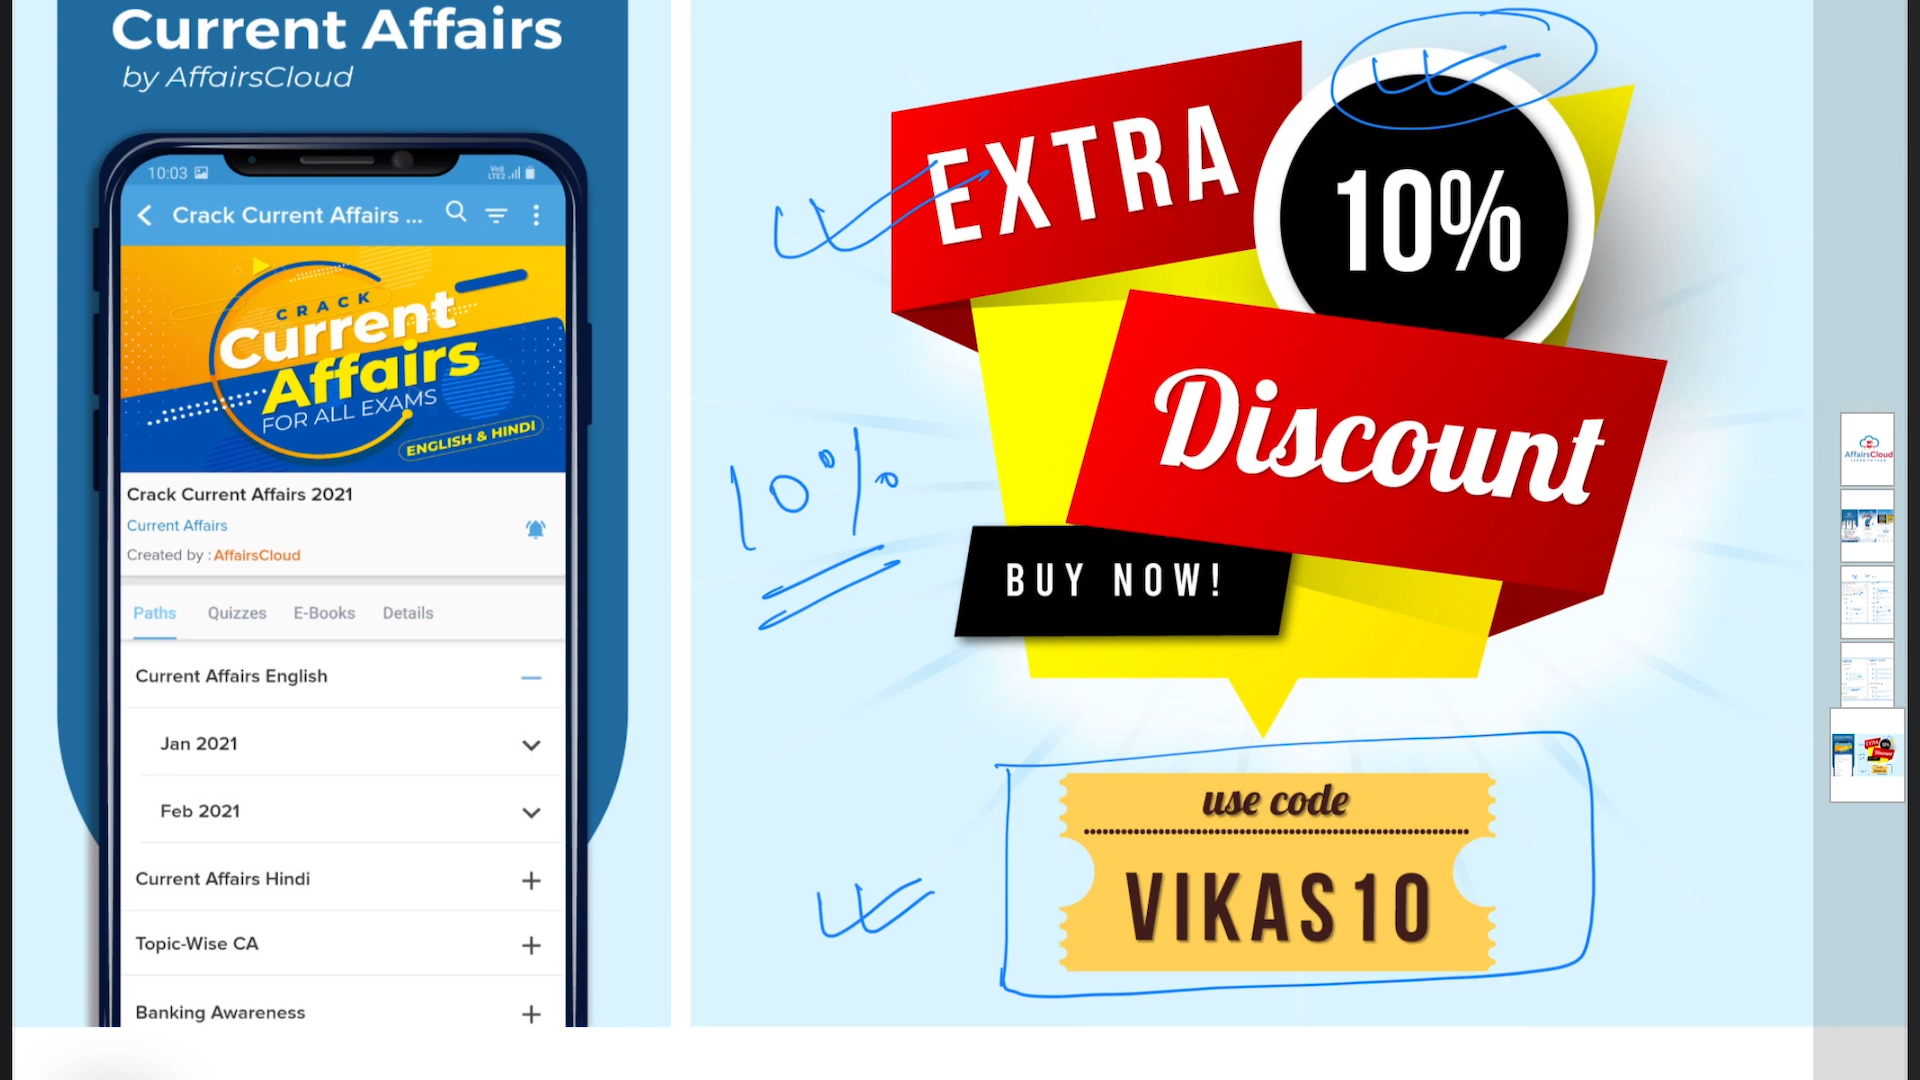 Current Affairs
by AffairsCloud
10:03
Crack Current Affairs ...
CRACK
Current
Affairs
FOR ALL EXAMS
ENGLISH & HINDI
Crack Current Affairs 2021
Current Affairs
Created by : AffairsCloud
Paths Quizzes E-Books Details
Current Affairs English
Jan 2021
Feb 2021
Current Affairs Hindi
Topic-Wise CA
Banking Awareness
EXTRA
10%
Discount
BUY NOW!
10%
use code
VIKAS10
AffairsCloud